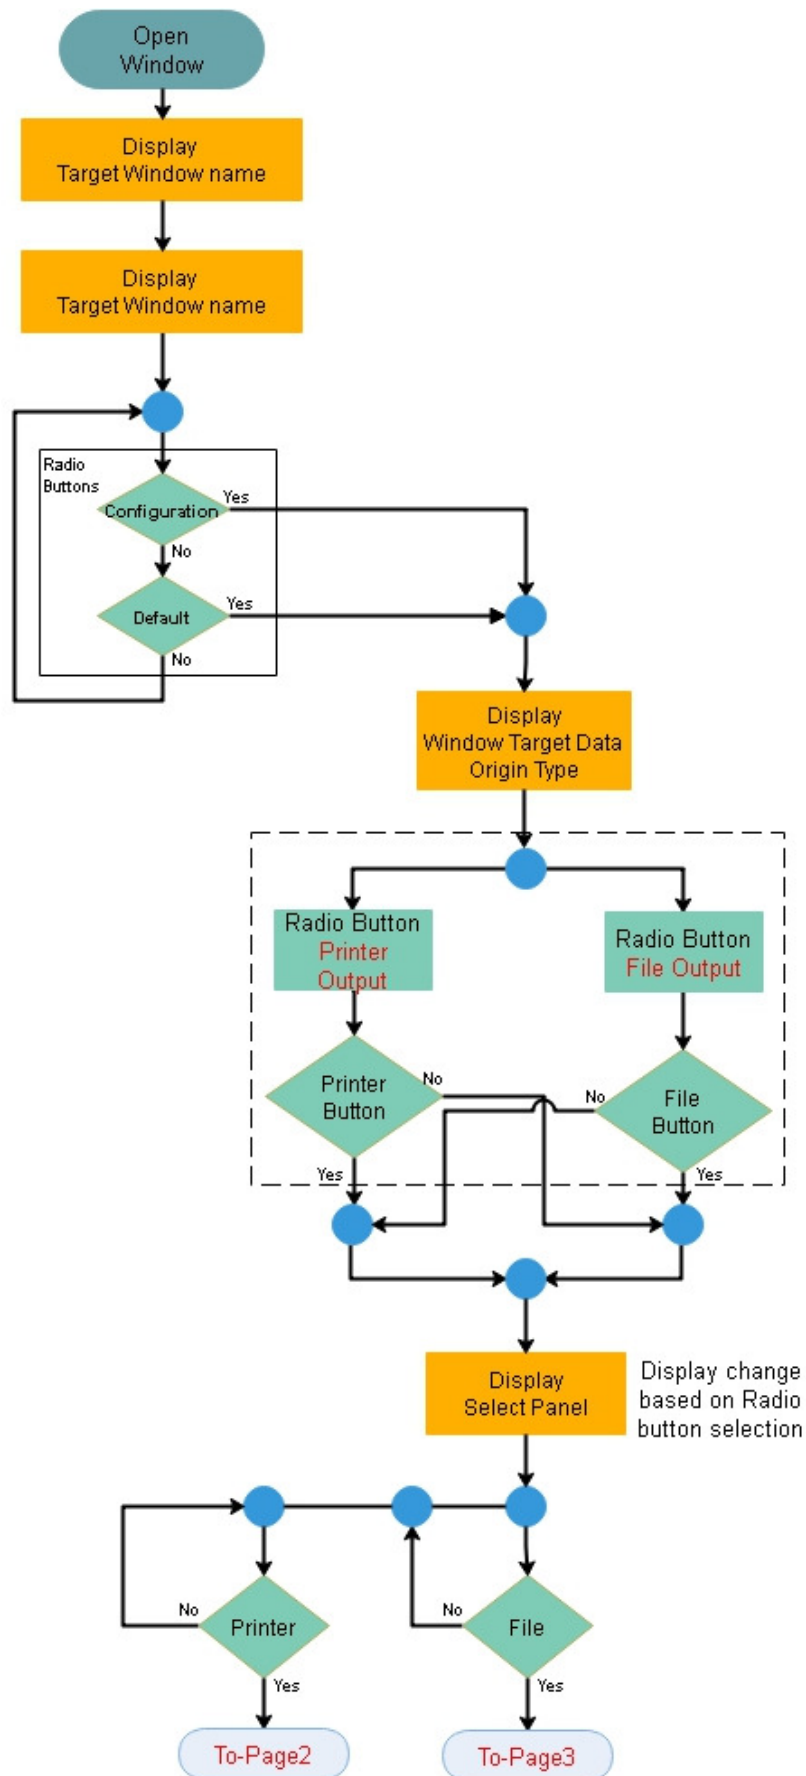 Open
Window
Display
Target Window name
Display
Target Window name
Radio
Buttons
Configuration
Yes
No
Default
Yes
No
Display
Window Target Data
Origin Type
Radio Button
Printer
Output
Radio Button
File Output
Printer
Button
No
Yes
No
File
Button
Yes
Display
Select Panel
Display change
based on Radio
button selection
No
Printer
Yes
No
File
Yes
To-Page2
To-Page3